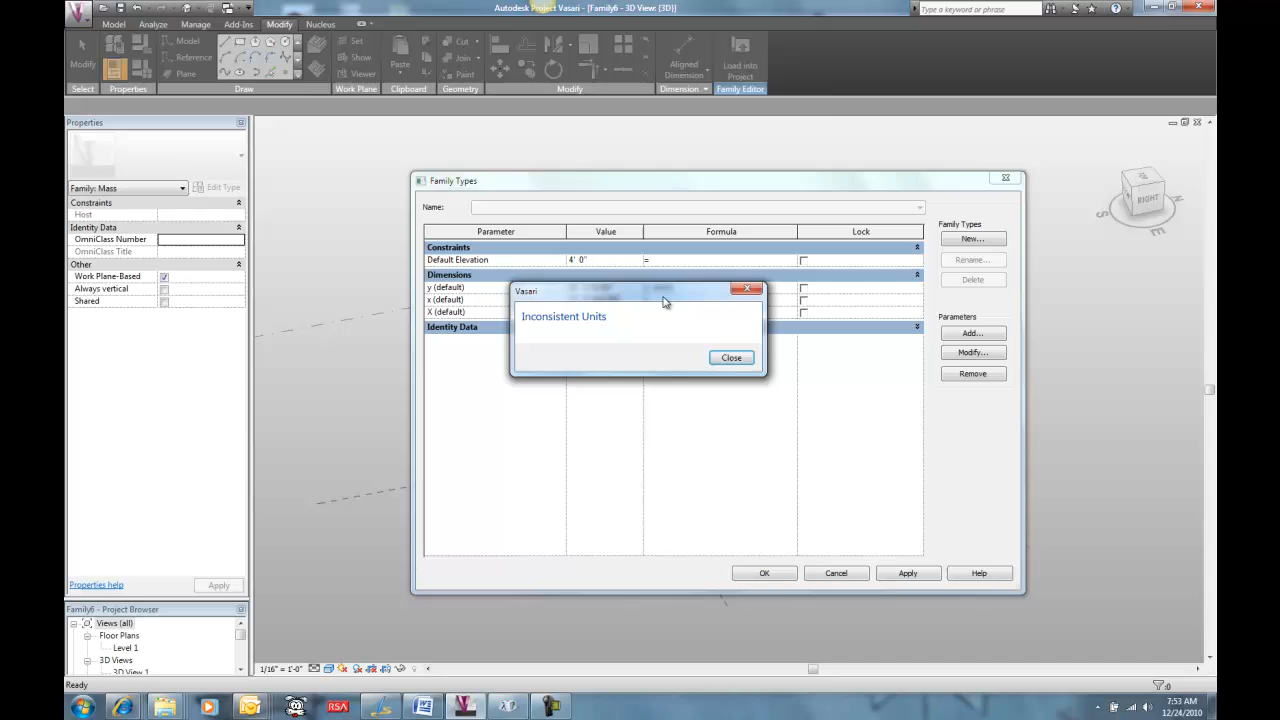 Autodesk Project Vasari - [Family6 - 3D View: {3D}]
Type a keyword or phrase
Model Analyze Manage Add-Ins Modify Nucleus
Modify
Model
Reference
Plane
Set
Show
Viewer
Paste
Cut
Join
Paint
Aligned
Dimension
Load into
Project
Select Properties Draw Work Plane Clipboard Geometry Modify Dimension Family Editor
Properties
Family: Mass
Edit Type
Constraints
Host
Identity Data
OmniClass Number
OmniClass Title
Other
Work Plane-Based
Always vertical
Shared
Properties help
Apply
Family6 - Project Browser
Views (all)
Floor Plans
Level 1
3D Views
3D View 1
Family Types
Name:
Parameter Value Formula Lock
Constraints
Default Elevation 4' 0" =
Dimensions
y (default)
x (default)
X (default)
Identity Data
Family Types
New...
Rename...
Delete
Parameters
Add...
Modify...
Remove
OK Cancel Apply Help
Vasari
Inconsistent Units
Close
RIGHT
S
E
N
1/16" = 1'-0"
Ready
:0
RSA
7:53 AM
12/24/2010